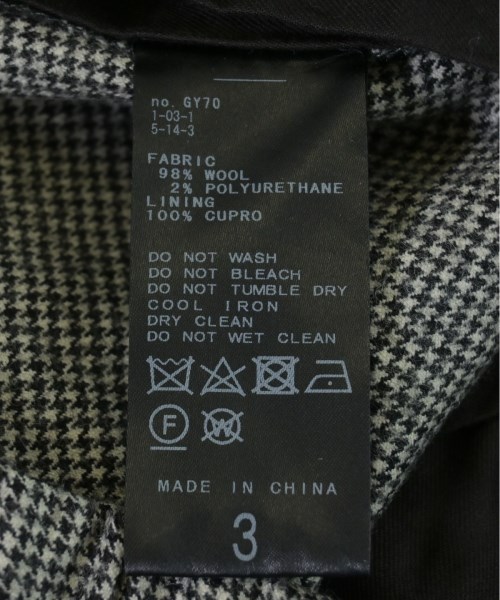 no. GY70
1-03-1
5-14-3
FABRIC
98% WOOL
2% POLYURETHANE
LINING
100% CUPRO
DO NOT WASH
DO NOT BLEACH
DO NOT TUMBLE DRY
COOL IRON
DRY CLEAN
DO NOT WET CLEAN
F W
MADE IN CHINA
3